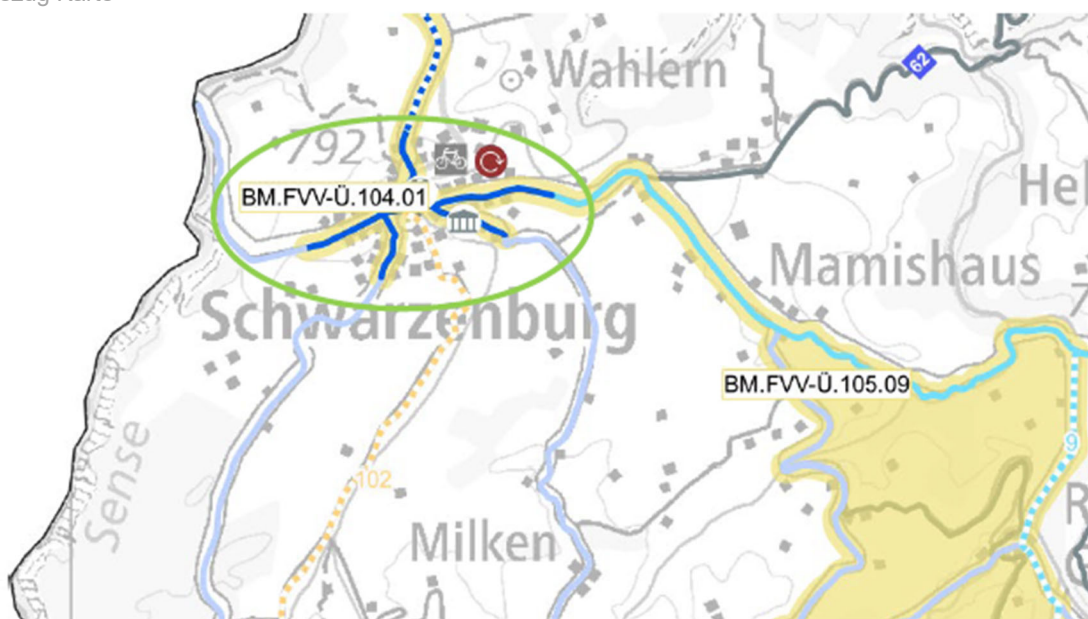 Wahlern
62
792
BM.FVV-Ü.104.01
Hel
Mamishaus
Schwarzenburg
BM.FVV-Ü.105.09
9
102
Sense
Milken
R